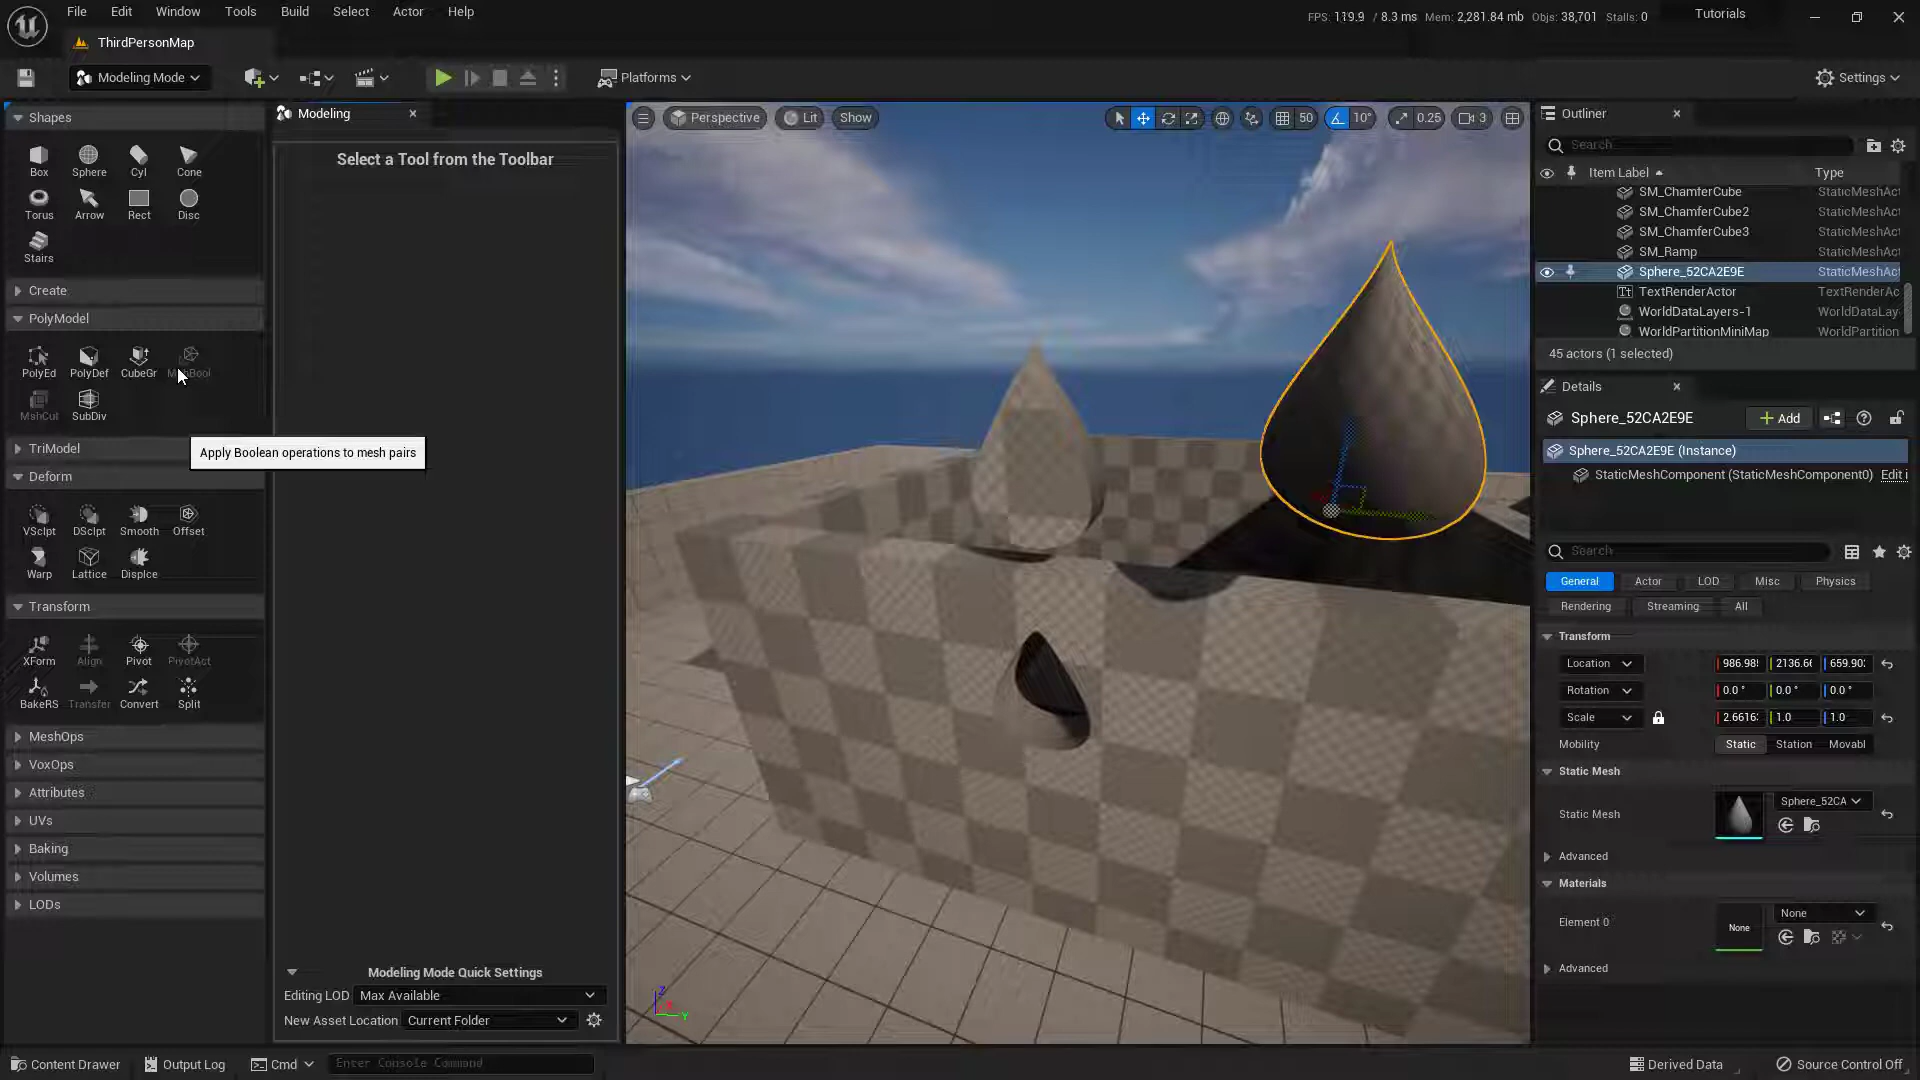 File Edit Window Tools Build Select Actor Help
FPS: 119.9 / 8.3 ms Mem: 2,281.84 mb Objs: 38,701 Stalls: 0
Tutorials
ThirdPersonMap
Modeling Mode
Platforms
Settings
Shapes
Box Sphere Cyl Cone
Torus Arrow Rect Disc
Stairs
Create
PolyModel
PolyEd PolyDef CubeGr
MshCut SubDiv
TriModel
Apply Boolean operations to mesh pairs
Deform
VSclpt DSclpt Smooth Offset
Warp Lattice Displce
Transform
XForm Align Pivot PivotAct
BakeRS Transfer Convert Split
MeshOps
VoxOps
Attributes
UVs
Baking
Volumes
LODs
Modeling
Select a Tool from the Toolbar
Modeling Mode Quick Settings
Editing LOD Max Available
New Asset Location Current Folder
Perspective Lit Show
50 10° 0.25 3
Z
Y
Outliner
Search
Item Label Type
SM_ChamferCube StaticMeshAct
SM_ChamferCube2 StaticMeshAct
SM_ChamferCube3 StaticMeshAct
SM_Ramp StaticMeshAct
Sphere_52CA2E9E StaticMeshAct
TextRenderActor TextRenderAc
WorldDataLayers-1 WorldDataLay
WorldPartitionMiniMap WorldPartition
45 actors (1 selected)
Details
Sphere_52CA2E9E
Add
Sphere_52CA2E9E (Instance)
StaticMeshComponent (StaticMeshComponent0) Edit i
Search
General Actor LOD Misc Physics
Rendering Streaming All
Transform
Location 986.98 2136.6 659.90
Rotation 0.0 ° 0.0 ° 0.0 °
Scale 2.6616 1.0 1.0
Mobility Static Station Movabl
Static Mesh
Static Mesh Sphere_52CA
Advanced
Materials
Element 0 None None
Advanced
Content Drawer Output Log Cmd Enter Console Command
Derived Data Source Control Off